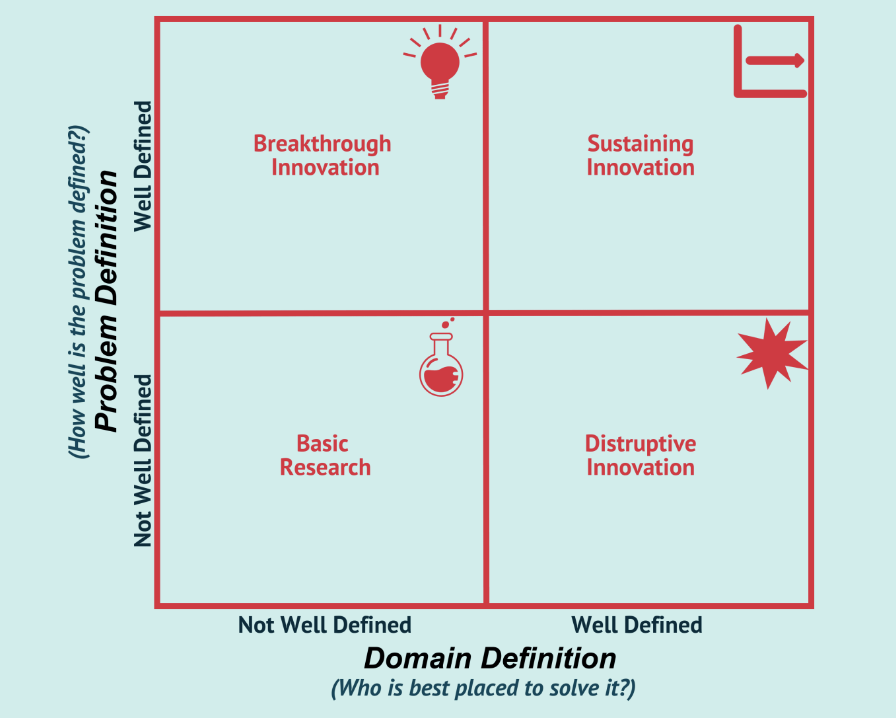 (How well is the problem defined?)
Problem Definition
Well Defined
Not Well Defined
Breakthrough
Innovation
Sustaining
Innovation
Basic
Research
Distruptive
Innovation
Not Well Defined
Well Defined
Domain Definition
(Who is best placed to solve it?)